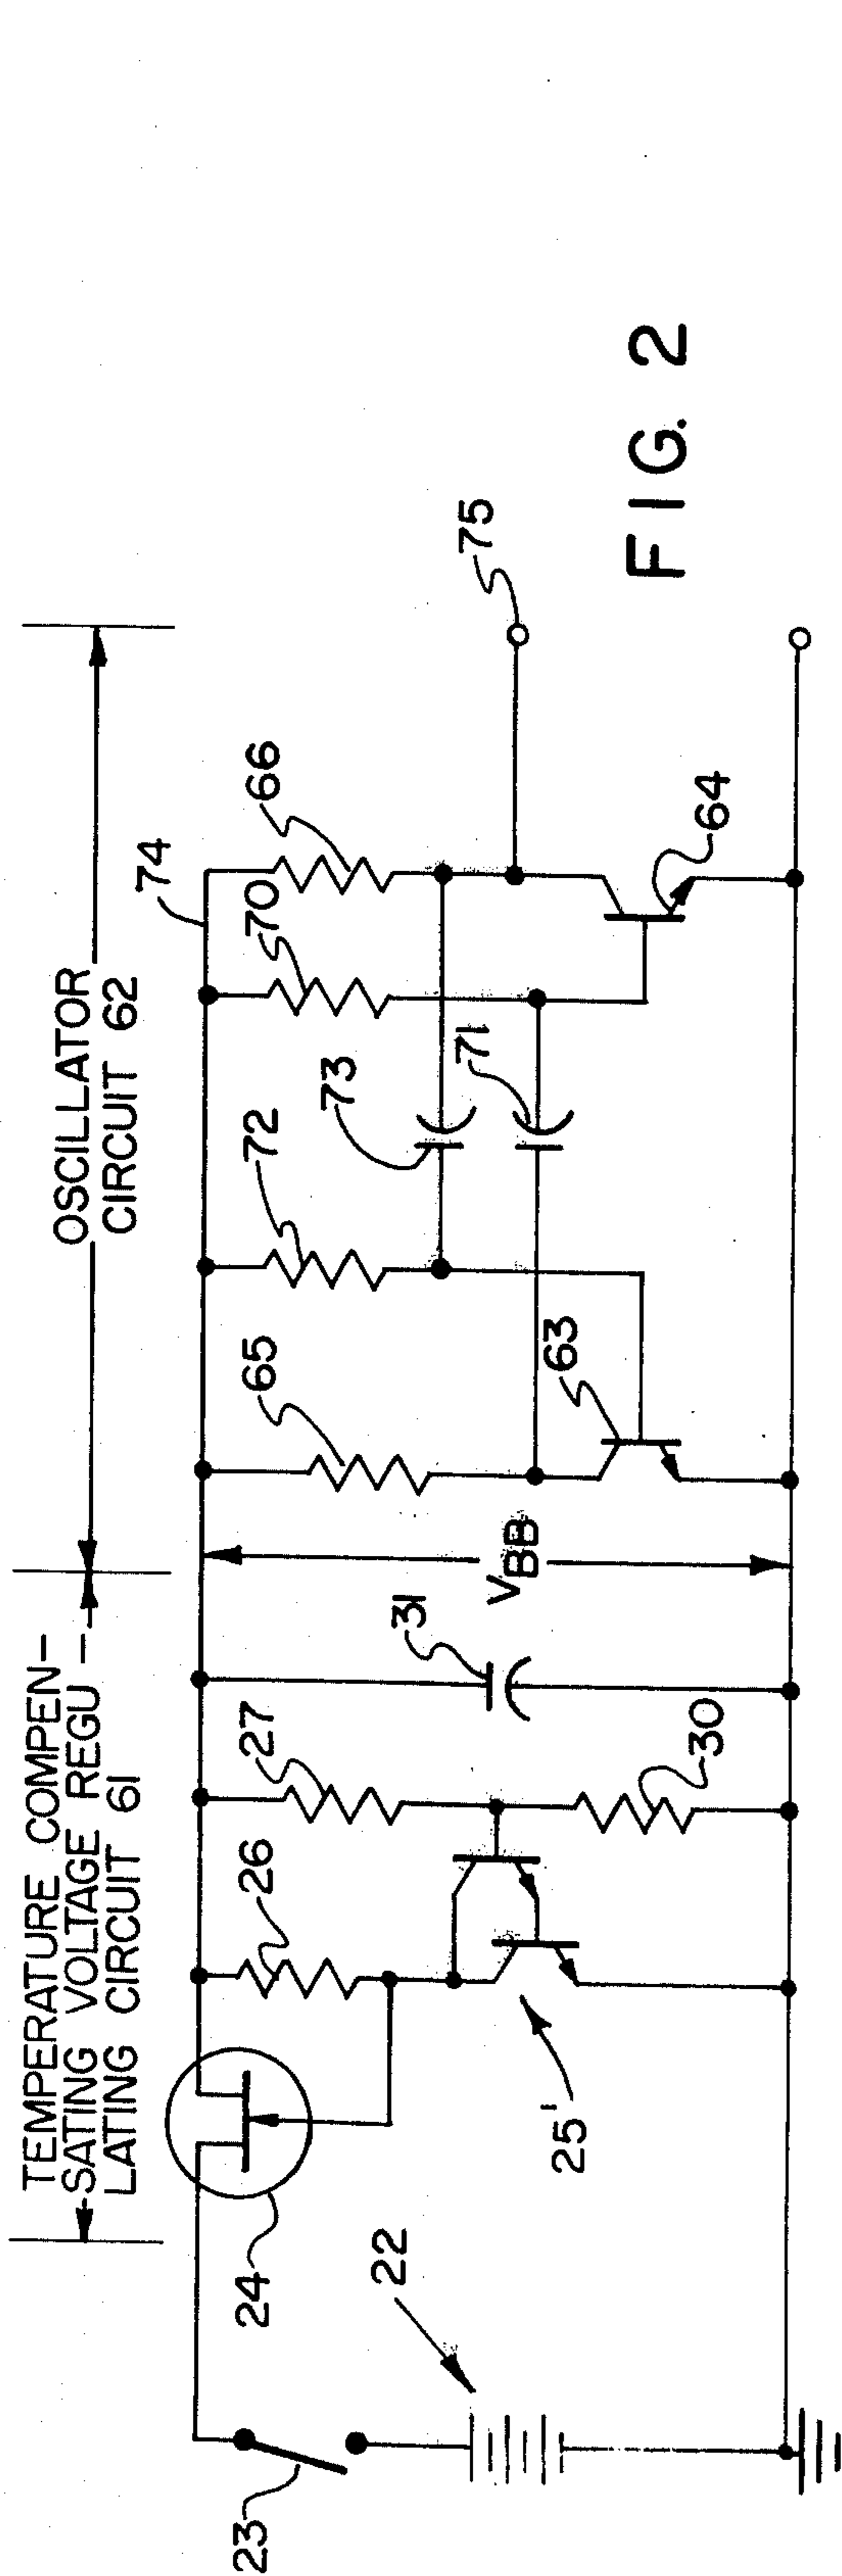 TEMPERATURE COMPEN-
SATING VOLTAGE REGU-
LATING CIRCUIT 61
OSCILLATOR
CIRCUIT 62
74
24
26
27
65
72
70
66
23
22
25'
31
VBB
73
71
63
75
30
64
FIG. 2